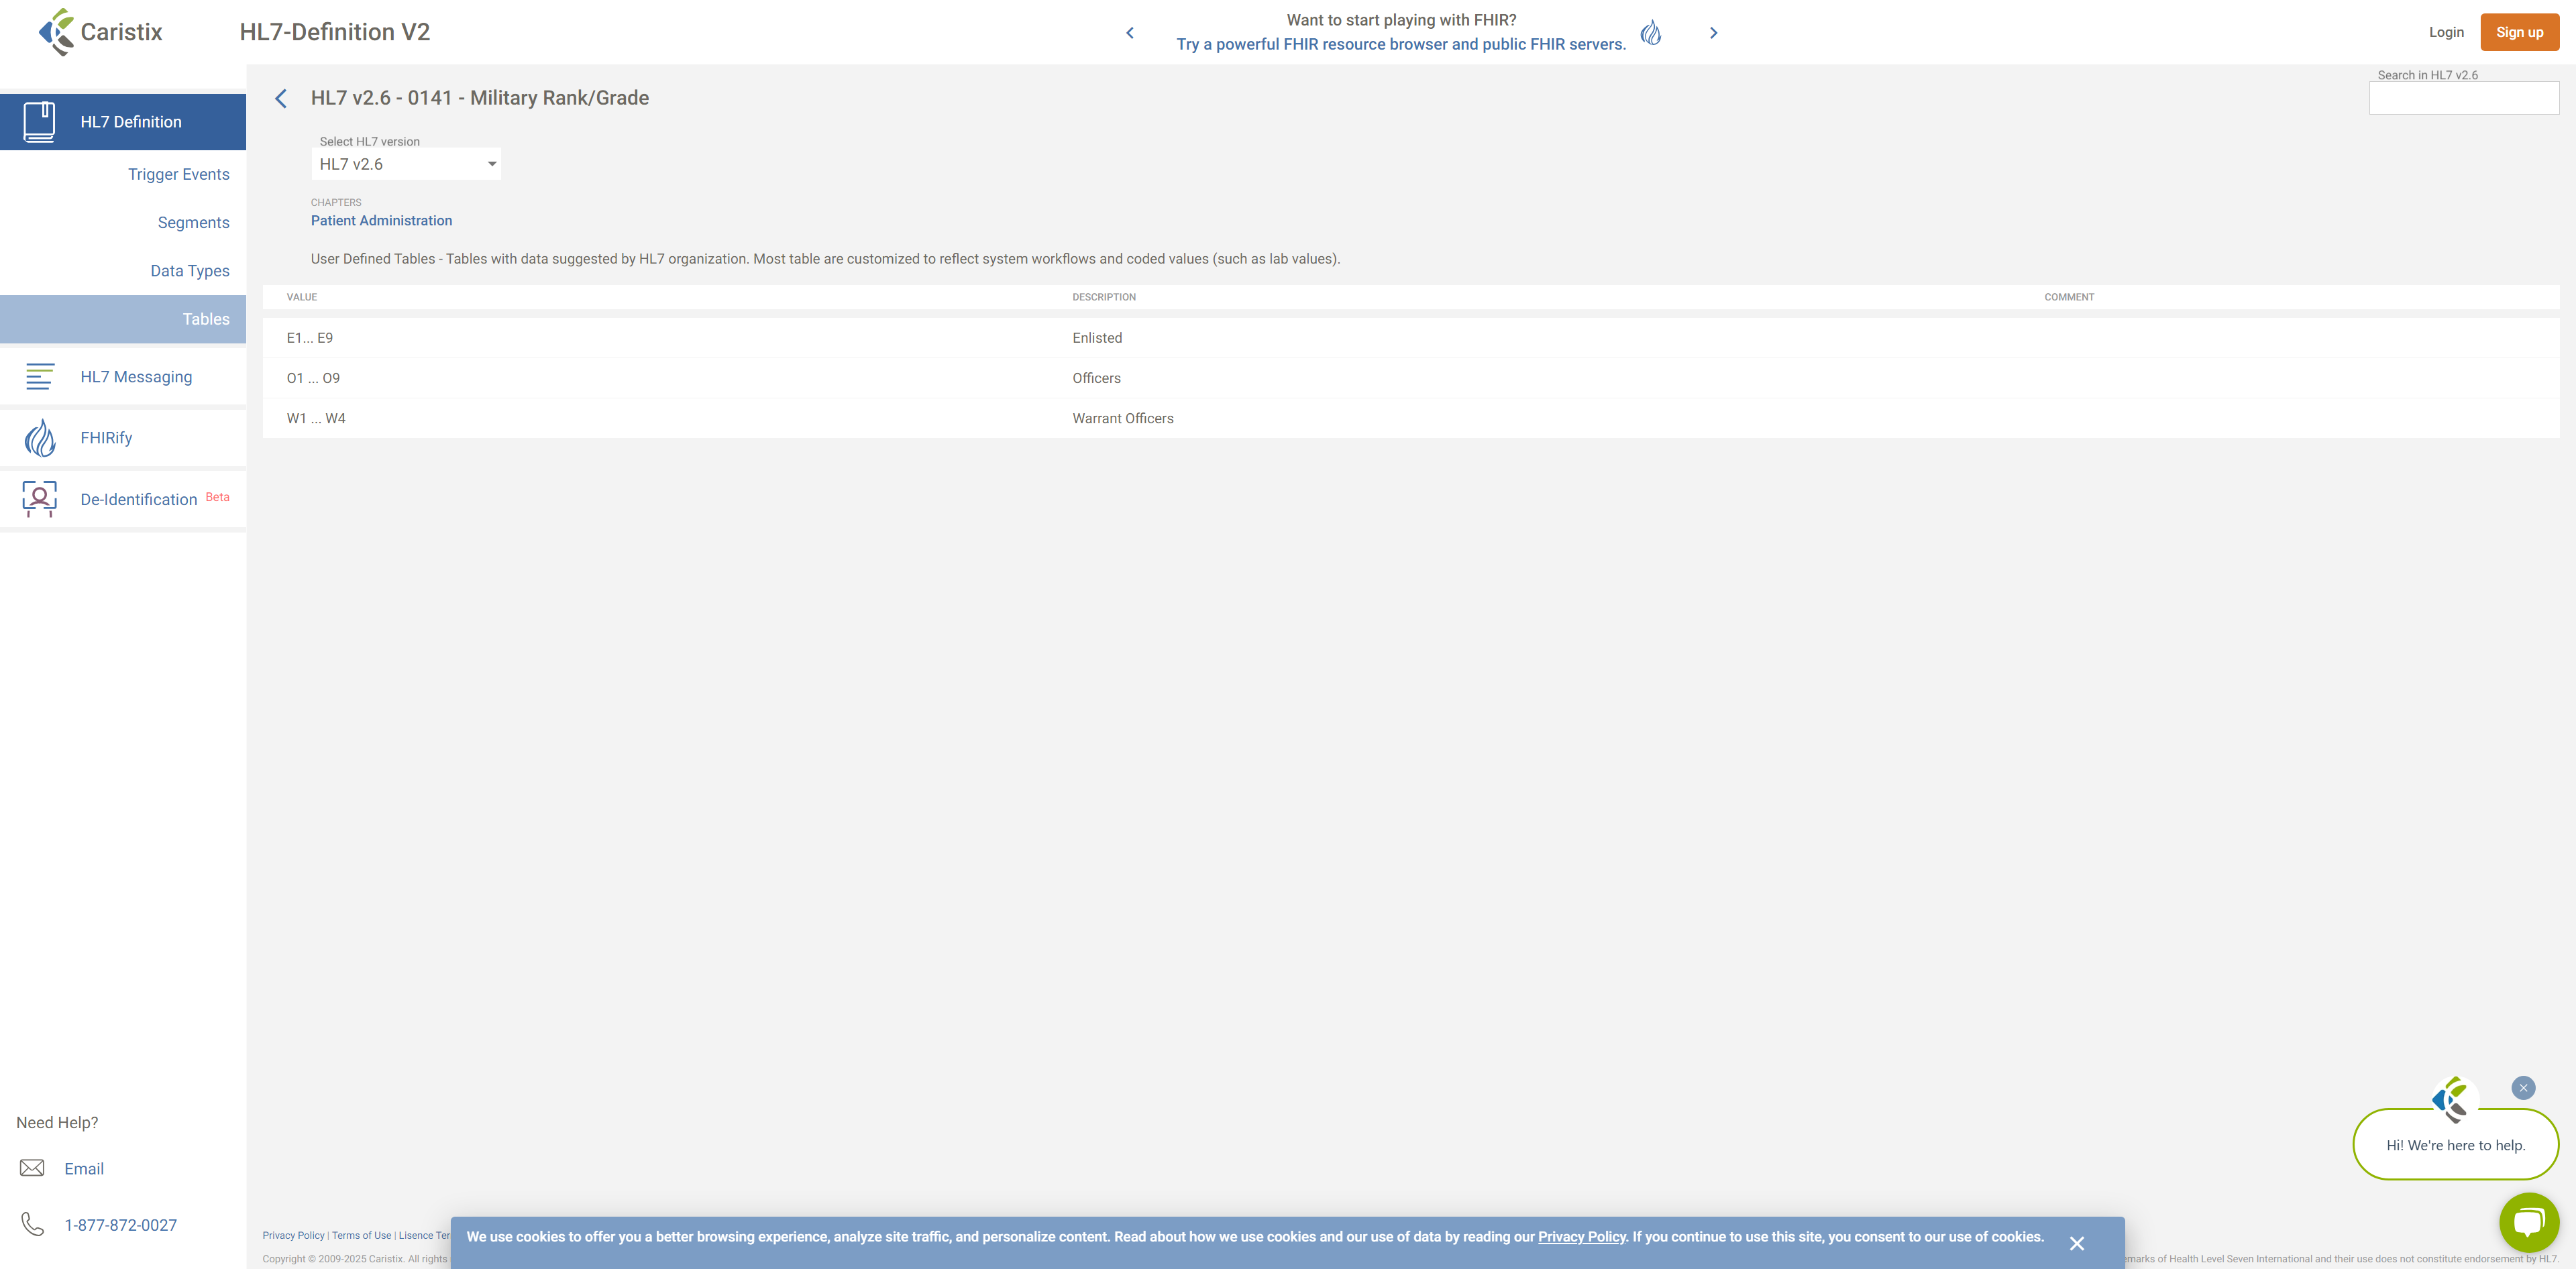 Caristix
HL7-Definition V2
Want to start playing with FHIR?
Try a powerful FHIR resource browser and public FHIR servers.
Login
Sign up
HL7 Definition
Trigger Events
Segments
Data Types
Tables
HL7 Messaging
FHIRify
De-Identification Beta
Need Help?
Email
1-877-872-0027
HL7 v2.6 - 0141 - Military Rank/Grade
Search in HL7 v2.6
Select HL7 version
HL7 v2.6
CHAPTERS
Patient Administration
User Defined Tables - Tables with data suggested by HL7 organization. Most table are customized to reflect system workflows and coded values (such as lab values).
VALUE DESCRIPTION COMMENT
E1... E9 Enlisted
O1 ... O9 Officers
W1 ... W4 Warrant Officers
Hi! We're here to help.
Privacy Policy | Terms of Use | Lisence Ter
We use cookies to offer you a better browsing experience, analyze site traffic, and personalize content. Read about how we use cookies and our use of data by reading our Privacy Policy. If you continue to use this site, you consent to our use of cookies.
Copyright © 2009-2025 Caristix. All rights
emarks of Health Level Seven International and their use does not constitute endorsement by HL7.